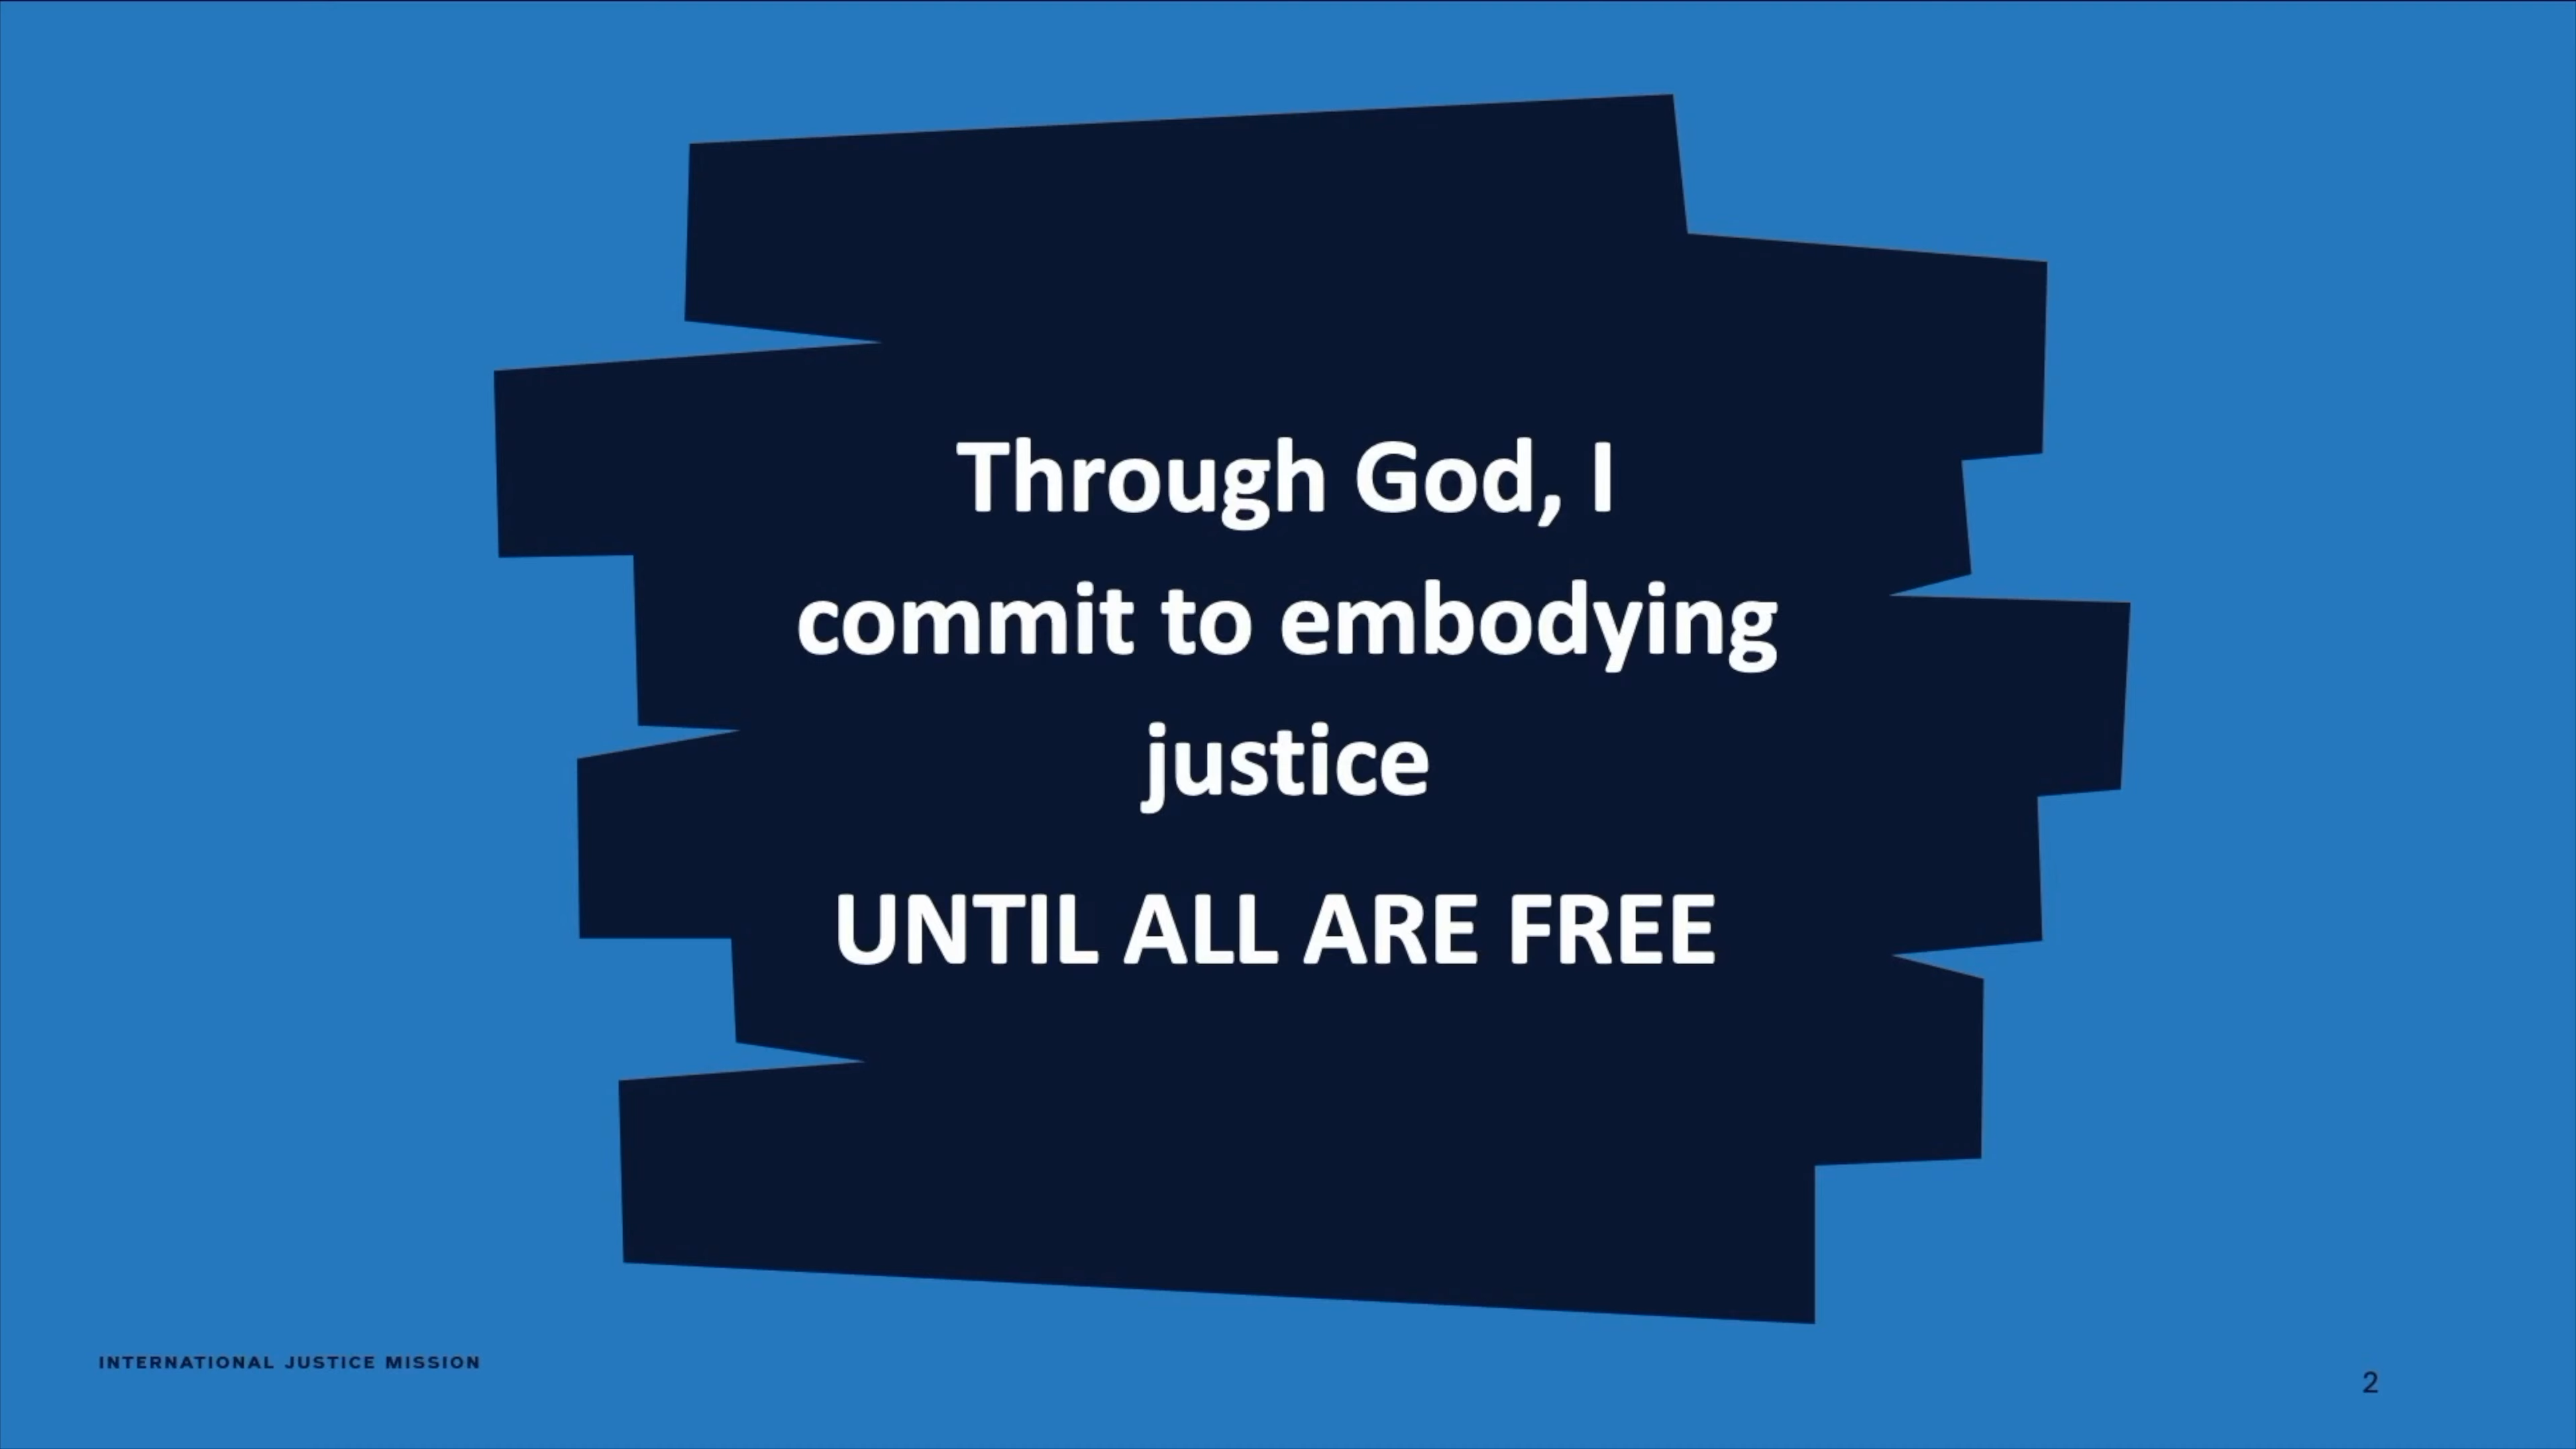 Through God, I
commit to embodying
justice
UNTIL ALL ARE FREE
INTERNATIONAL JUSTICE MISSION
2